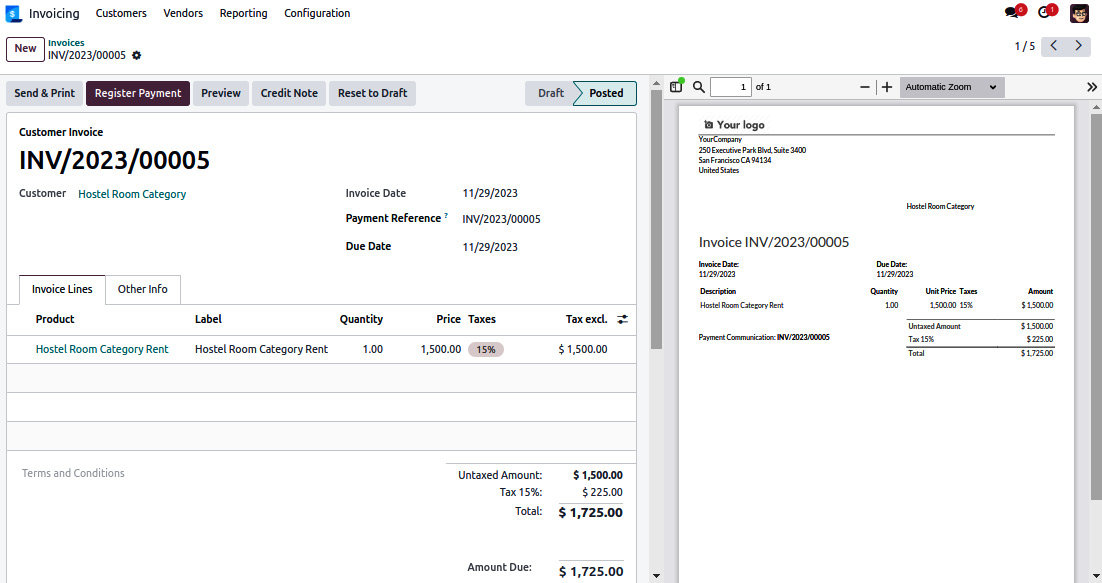 Invoicing Customers Vendors Reporting Configuration 6 1
New Invoices
INV/2023/00005
1 / 5
Send & Print Register Payment Preview Credit Note Reset to Draft Draft Posted
Customer Invoice
INV/2023/00005
Customer Hostel Room Category
Invoice Date 11/29/2023
Payment Reference ? INV/2023/00005
Due Date 11/29/2023
Invoice Lines Other Info
Product Label Quantity Price Taxes Tax excl.
Hostel Room Category Rent Hostel Room Category Rent 1.00 1,500.00 15% $ 1,500.00
Terms and Conditions
Untaxed Amount: $ 1,500.00
Tax 15%: $ 225.00
Total: $ 1,725.00
Amount Due: $ 1,725.00
1 of 1 Automatic Zoom
Your logo
YourCompany
250 Executive Park Blvd, Suite 3400
San Francisco CA 94134
United States
Hostel Room Category
Invoice INV/2023/00005
Invoice Date: Due Date:
11/29/2023 11/29/2023
Description Quantity Unit Price Taxes Amount
Hostel Room Category Rent 1.00 1,500.00 15% $ 1,500.00
Untaxed Amount $ 1,500.00
Payment Communication: INV/2023/00005
Tax 15% $ 225.00
Total $ 1,725.00